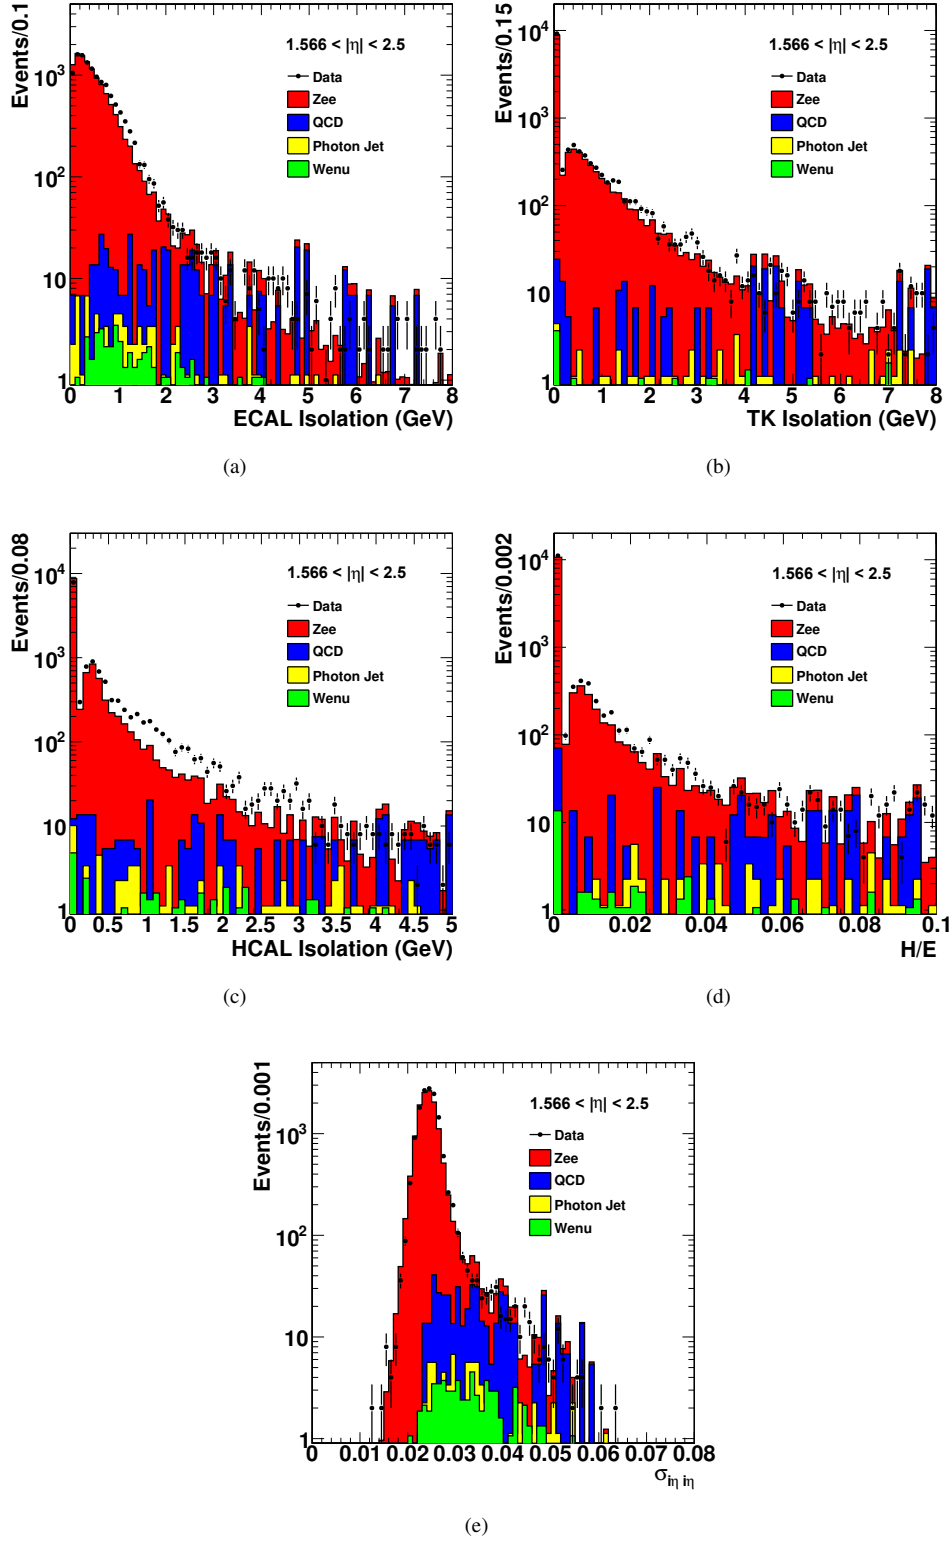 Events/0.1
1.566 < |η| < 2.5
Data
Zee
QCD
Photon Jet
Wenu
10³
10²
10
1
0 1 2 3 4 5 6 7 8
ECAL Isolation (GeV)
(a)
Events/0.15
1.566 < |η| < 2.5
Data
Zee
QCD
Photon Jet
Wenu
10⁴
10³
10²
10
1
0 1 2 3 4 5 6 7 8
TK Isolation (GeV)
(b)
Events/0.08
1.566 < |η| < 2.5
Data
Zee
QCD
Photon Jet
Wenu
10⁴
10³
10²
10
1
0 0.5 1 1.5 2 2.5 3 3.5 4 4.5 5
HCAL Isolation (GeV)
(c)
Events/0.002
1.566 < |η| < 2.5
Data
Zee
QCD
Photon Jet
Wenu
10⁴
10³
10²
10
1
0 0.02 0.04 0.06 0.08 0.1
H/E
(d)
Events/0.001
1.566 < |η| < 2.5
Data
Zee
QCD
Photon Jet
Wenu
10³
10²
10
1
0 0.01 0.02 0.03 0.04 0.05 0.06 0.07 0.08
σiη iη
(e)